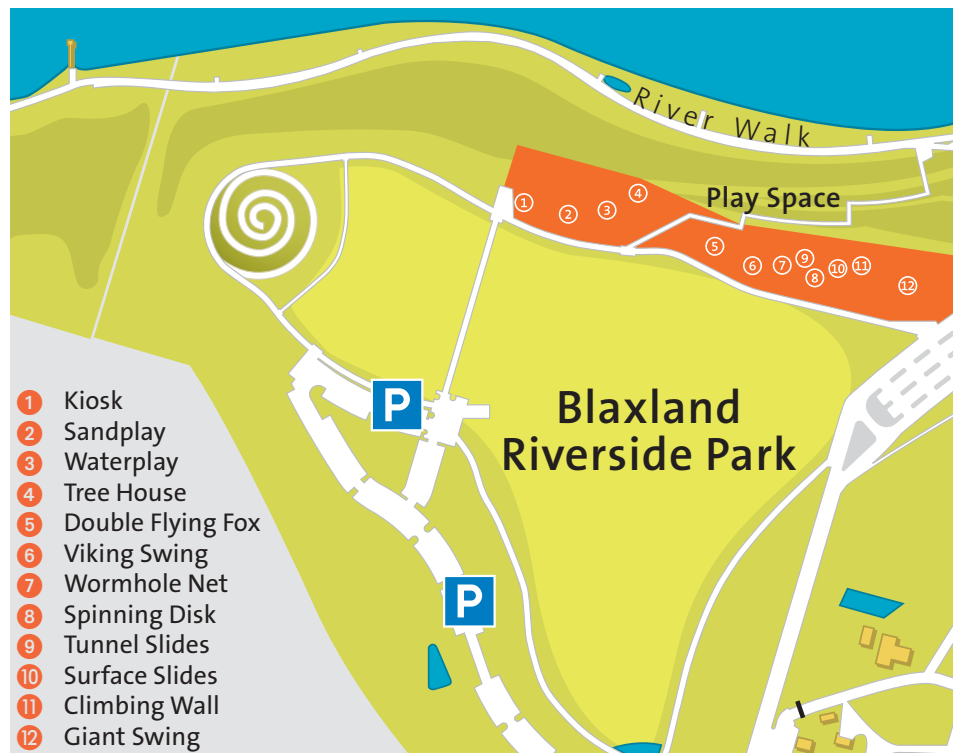 River Walk
Play Space
1
2
3
4
5
6
7
9
8
10
11
12
P
Blaxland
Riverside Park
P
1 Kiosk
2 Sandplay
3 Waterplay
4 Tree House
5 Double Flying Fox
6 Viking Swing
7 Wormhole Net
8 Spinning Disk
9 Tunnel Slides
10 Surface Slides
11 Climbing Wall
12 Giant Swing